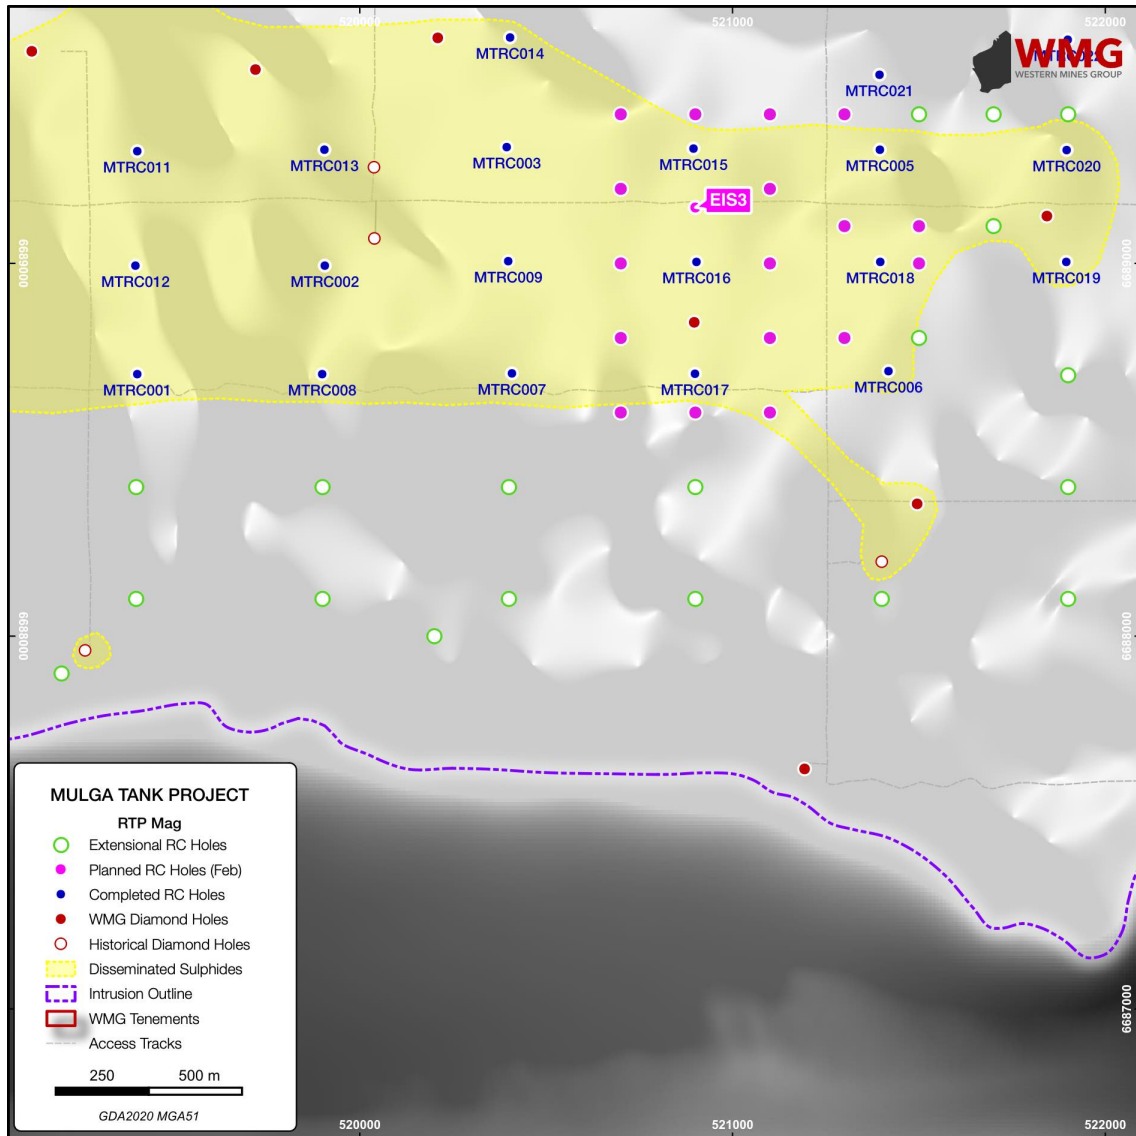 520000
521000
522000
MTRC014
MTRC022
WMG
WESTERN MINES GROUP
MTRC021
MTRC011
MTRC013
MTRC003
MTRC015
MTRC005
MTRC020
EIS3
6689000
6689000
MTRC012
MTRC002
MTRC009
MTRC016
MTRC018
MTRC019
MTRC001
MTRC008
MTRC007
MTRC017
MTRC006
6688000
6688000
MULGA TANK PROJECT
RTP Mag
Extensional RC Holes
Planned RC Holes (Feb)
Completed RC Holes
WMG Diamond Holes
Historical Diamond Holes
Disseminated Sulphides
Intrusion Outline
WMG Tenements
Access Tracks
250 500 m
GDA2020 MGA51
6687000
520000
521000
522000